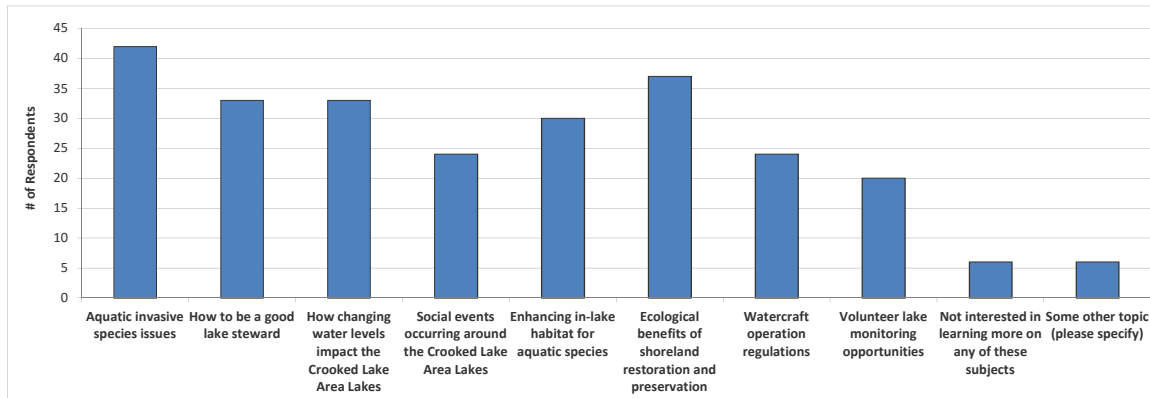 45
40
35
30
25
20
15
10
5
0
# of Respondents
Aquatic invasive
species issues
How to be a good
lake steward
How changing
water levels
impact the
Crooked Lake
Area Lakes
Social events
occurring around
the Crooked Lake
Area Lakes
Enhancing in-lake
habitat for
aquatic species
Ecological
benefits of
shoreland
restoration and
preservation
Watercraft
operation
regulations
Volunteer lake
monitoring
opportunities
Not interested in
learning more on
any of these
subjects
Some other topic
(please specify)